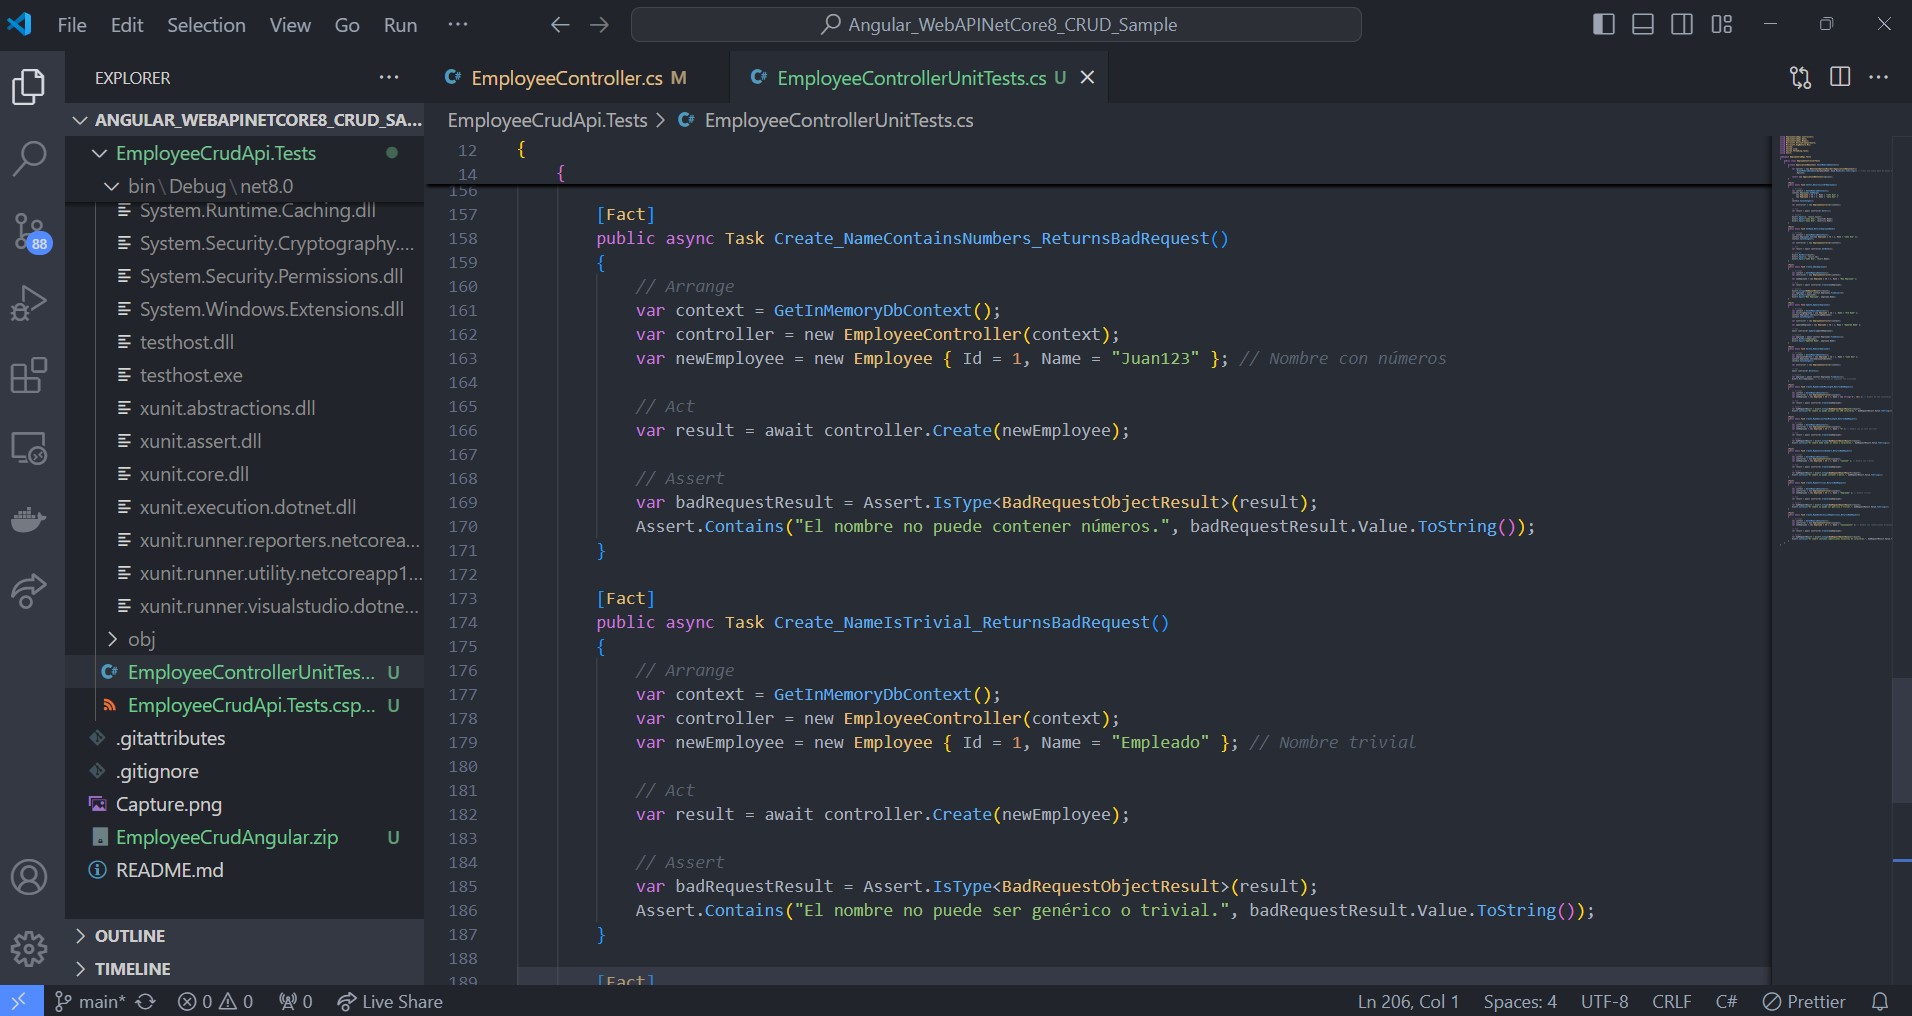 File Edit Selection View Go Run ···
Angular_WebAPINetCore8_CRUD_Sample
EXPLORER ···
ANGULAR_WEBAPINETCORE8_CRUD_SA...
EmployeeCrudApi.Tests
bin\Debug\net8.0
System.Runtime.Caching.dll
System.Security.Cryptography....
System.Security.Permissions.dll
System.Windows.Extensions.dll
testhost.dll
testhost.exe
xunit.abstractions.dll
xunit.assert.dll
xunit.core.dll
xunit.execution.dotnet.dll
xunit.runner.reporters.netcorea...
xunit.runner.utility.netcoreapp1...
xunit.runner.visualstudio.dotne...
obj
EmployeeControllerUnitTes... U
EmployeeCrudApi.Tests.csp... U
.gitattributes
.gitignore
Capture.png
EmployeeCrudAngular.zip U
README.md
OUTLINE
TIMELINE
88
EmployeeController.cs M
EmployeeControllerUnitTests.cs U
EmployeeCrudApi.Tests > EmployeeControllerUnitTests.cs
12 {
14 {
156
157 [Fact]
158 public async Task Create_NameContainsNumbers_ReturnsBadRequest()
159 {
160 // Arrange
161 var context = GetInMemoryDbContext();
162 var controller = new EmployeeController(context);
163 var newEmployee = new Employee { Id = 1, Name = "Juan123" }; // Nombre con números
164
165 // Act
166 var result = await controller.Create(newEmployee);
167
168 // Assert
169 var badRequestResult = Assert.IsType<BadRequestObjectResult>(result);
170 Assert.Contains("El nombre no puede contener números.", badRequestResult.Value.ToString());
171 }
172
173 [Fact]
174 public async Task Create_NameIsTrivial_ReturnsBadRequest()
175 {
176 // Arrange
177 var context = GetInMemoryDbContext();
178 var controller = new EmployeeController(context);
179 var newEmployee = new Employee { Id = 1, Name = "Empleado" }; // Nombre trivial
180
181 // Act
182 var result = await controller.Create(newEmployee);
183
184 // Assert
185 var badRequestResult = Assert.IsType<BadRequestObjectResult>(result);
186 Assert.Contains("El nombre no puede ser genérico o trivial.", badRequestResult.Value.ToString());
187 }
188
189 [Fact]
main* 0 0 0 Live Share
Ln 206, Col 1 Spaces: 4 UTF-8 CRLF C# Prettier